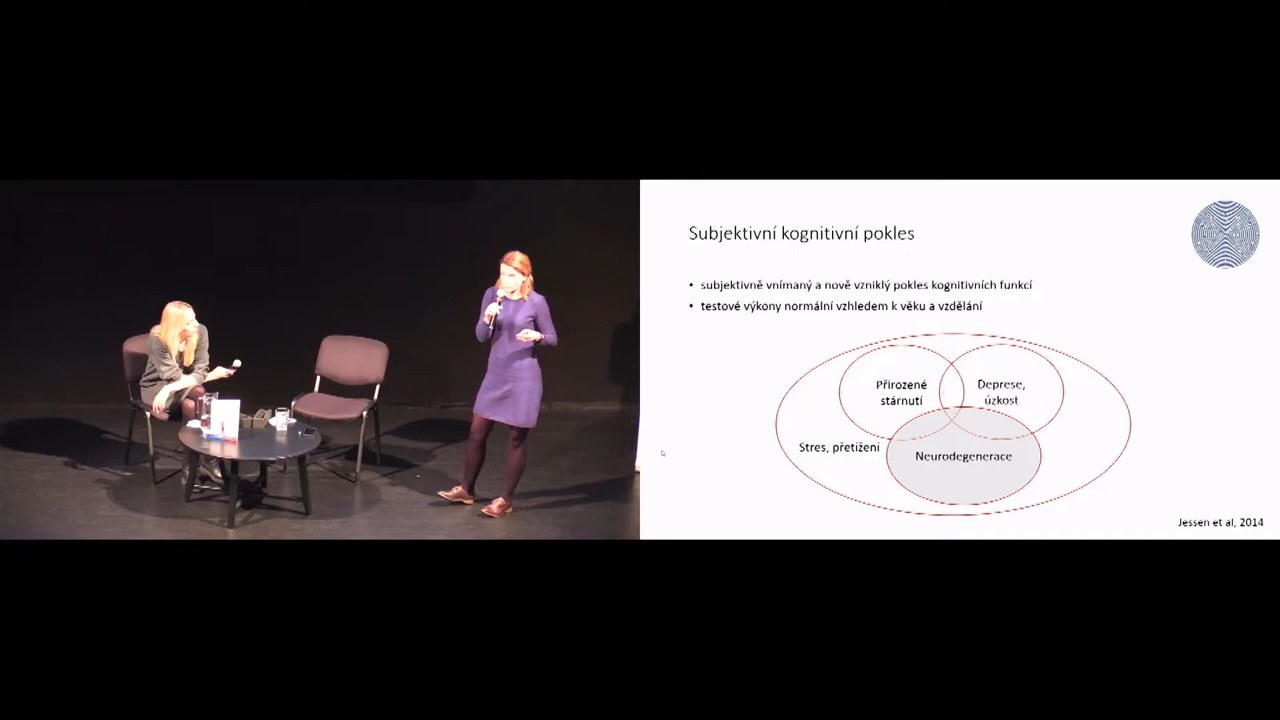 Subjektivní kognitivní pokles
• subjektivně vnímaný a nově vzniklý pokles kognitivních funkcí
• testové výkony normální vzhledem k věku a vzdělání
Přirozené
stárnutí
Deprese,
úzkost
Stres, přetížení
Neurodegenerace
Jessen et al, 2014